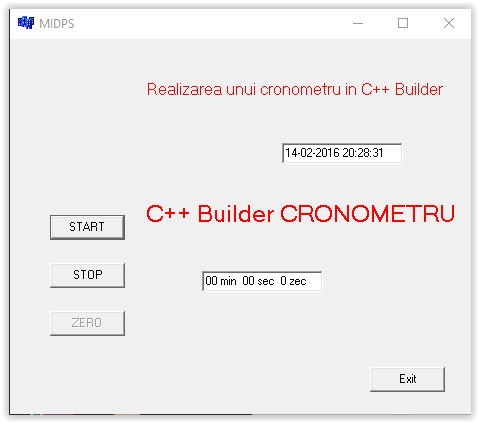 MIDPS
Realizarea unui cronometru in C++ Builder
14-02-2016 20:28:31
C++ Builder CRONOMETRU
START
STOP
00 min 00 sec 0 zec
ZERO
Exit